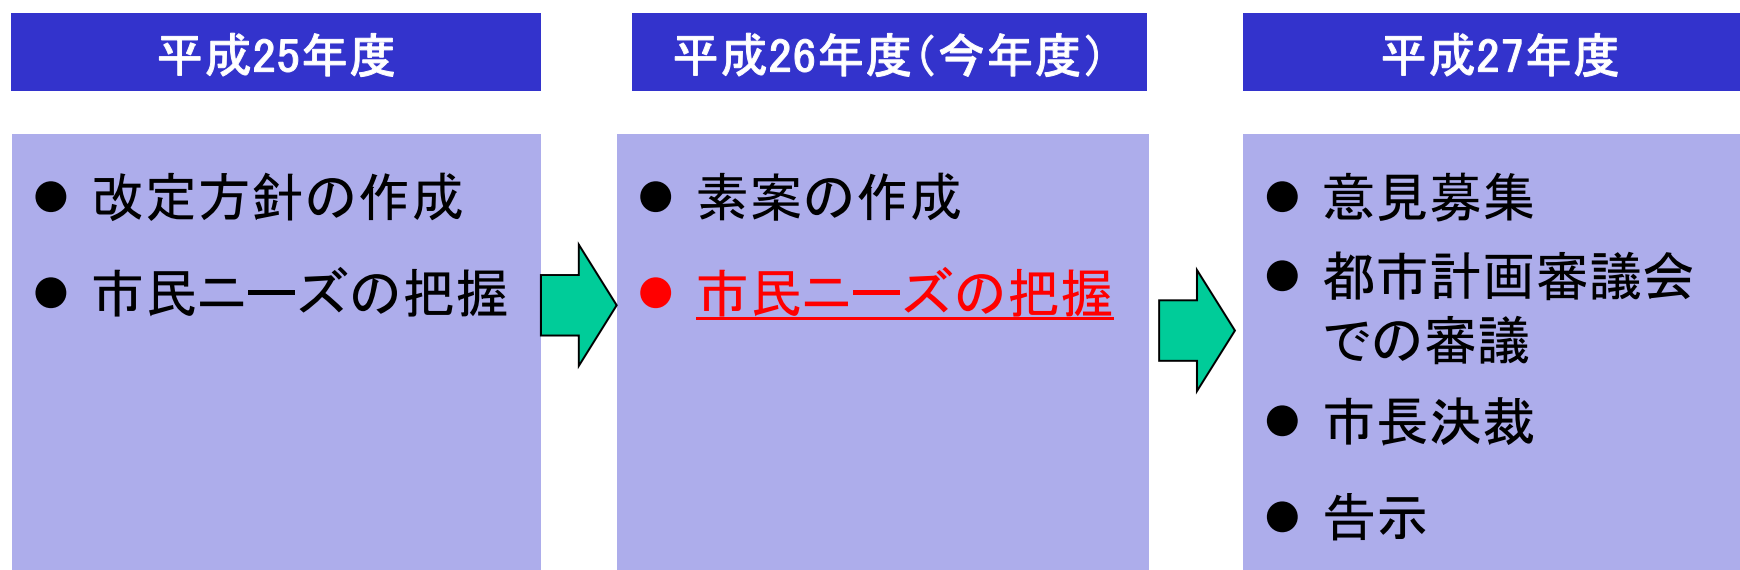 平成25年度
● 改定方針の作成
● 市民ニーズの把握
平成26年度(今年度)
● 素案の作成
● 市民ニーズの把握
平成27年度
● 意見募集
● 都市計画審議会
での審議
● 市長決裁
● 告示